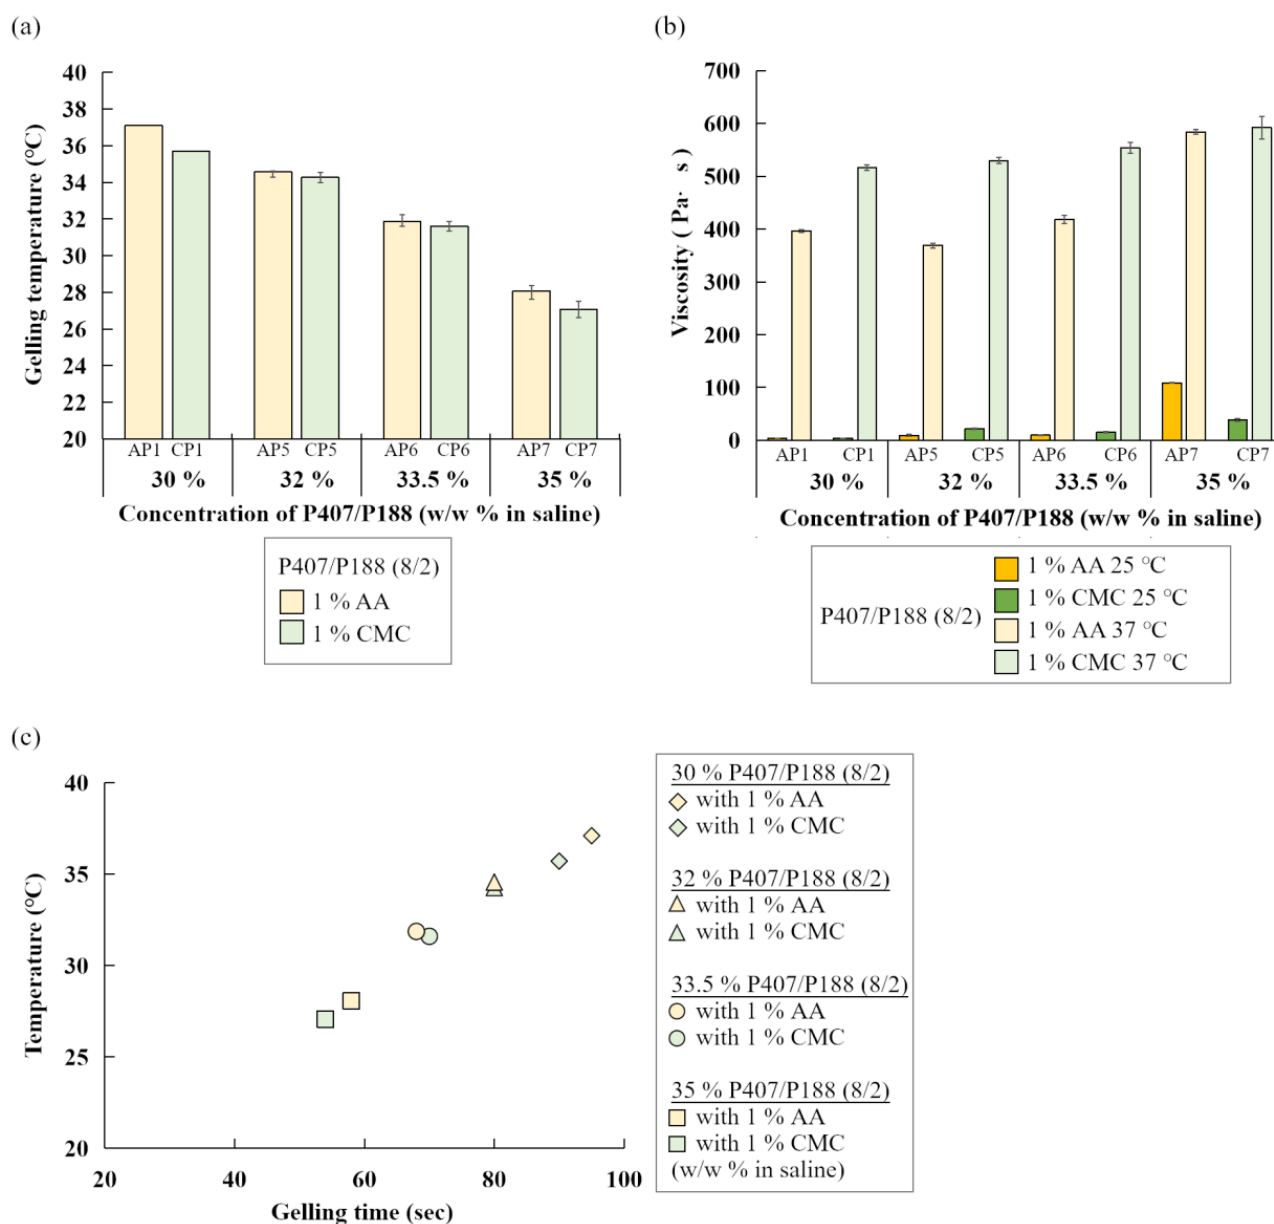 (a)
40
38
36
34
32
30
28
26
24
22
20
Gelling temperature (°C)
AP1 CP1 AP5 CP5 AP6 CP6 AP7 CP7
30 % 32 % 33.5 % 35 %
Concentration of P407/P188 (w/w % in saline)
P407/P188 (8/2)
1 % AA
1 % CMC
(b)
700
600
500
400
300
200
100
0
Viscosity ( Pa· s )
AP1 CP1 AP5 CP5 AP6 CP6 AP7 CP7
30 % 32 % 33.5 % 35 %
Concentration of P407/P188 (w/w % in saline)
P407/P188 (8/2)
1 % AA 25 °C
1 % CMC 25 °C
1 % AA 37 °C
1 % CMC 37 °C
(c)
40
35
30
25
20
Temperature (°C)
20 40 60 80 100
Gelling time (sec)
30 % P407/P188 (8/2)
with 1 % AA
with 1 % CMC
32 % P407/P188 (8/2)
with 1 % AA
with 1 % CMC
33.5 % P407/P188 (8/2)
with 1 % AA
with 1 % CMC
35 % P407/P188 (8/2)
with 1 % AA
with 1 % CMC
(w/w % in saline)